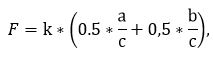 F = k * (0.5 * a/c + 0,5 * b/c),